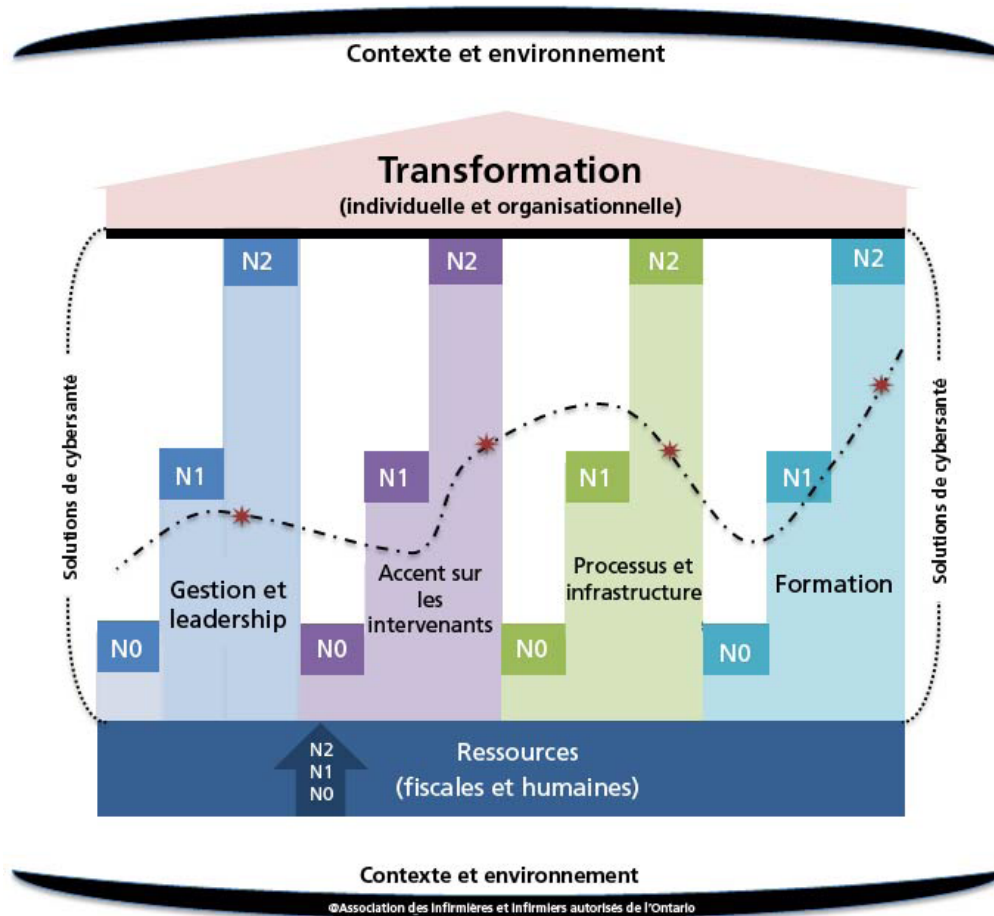 Contexte et environnement
Transformation
(individuelle et organisationnelle)
N2
N2
N2
N2
Solutions de cybersanté
Solutions de cybersanté
N1
N1
N1
N1
Gestion et
leadership
Accent sur
les
intervenants
Processus et
infrastructure
Formation
N0
N0
N0
N0
N2
N1
N0
Ressources
(fiscales et humaines)
Contexte et environnement
©Association des infirmières et infirmiers autorisés de l'Ontario